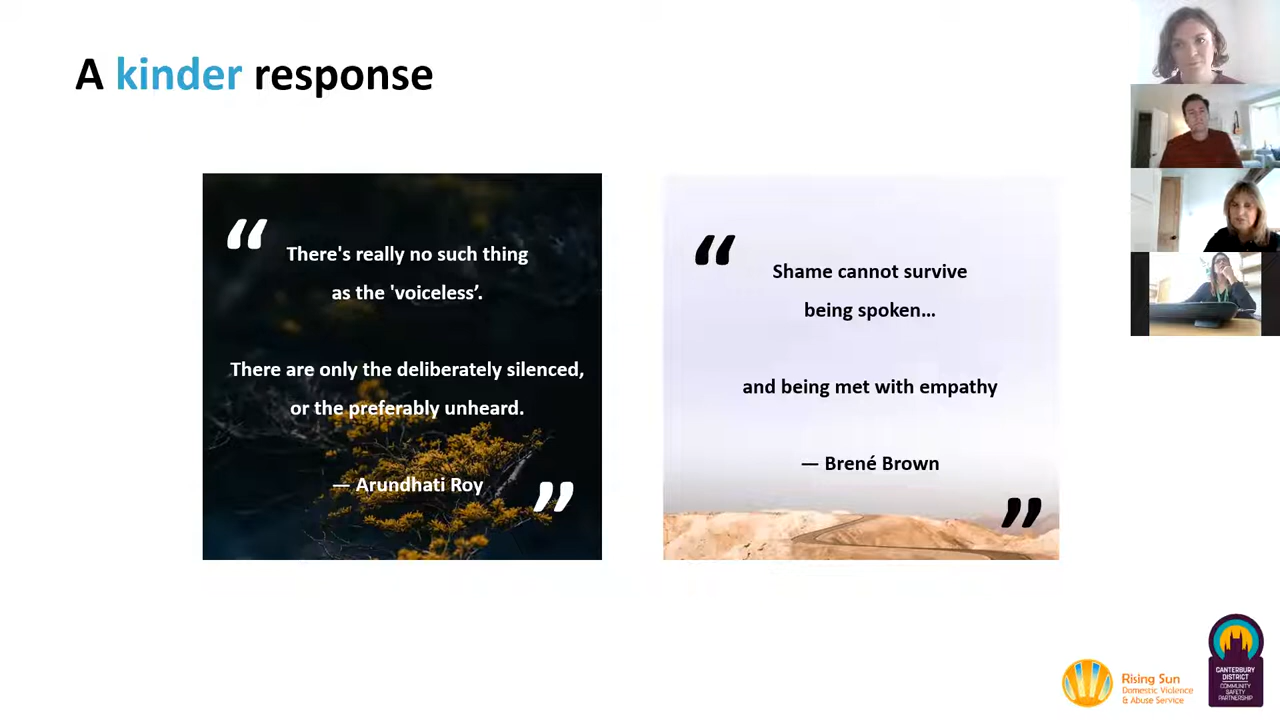 A kinder response
“
There's really no such thing
as the 'voiceless’.
There are only the deliberately silenced,
or the preferably unheard.
— Arundhati Roy
”
“
Shame cannot survive
being spoken…
and being met with empathy
— Brené Brown
”
Rising Sun
Domestic Violence
& Abuse Service
CANTERBURY
DISTRICT
COMMUNITY
SAFETY
PARTNERSHIP